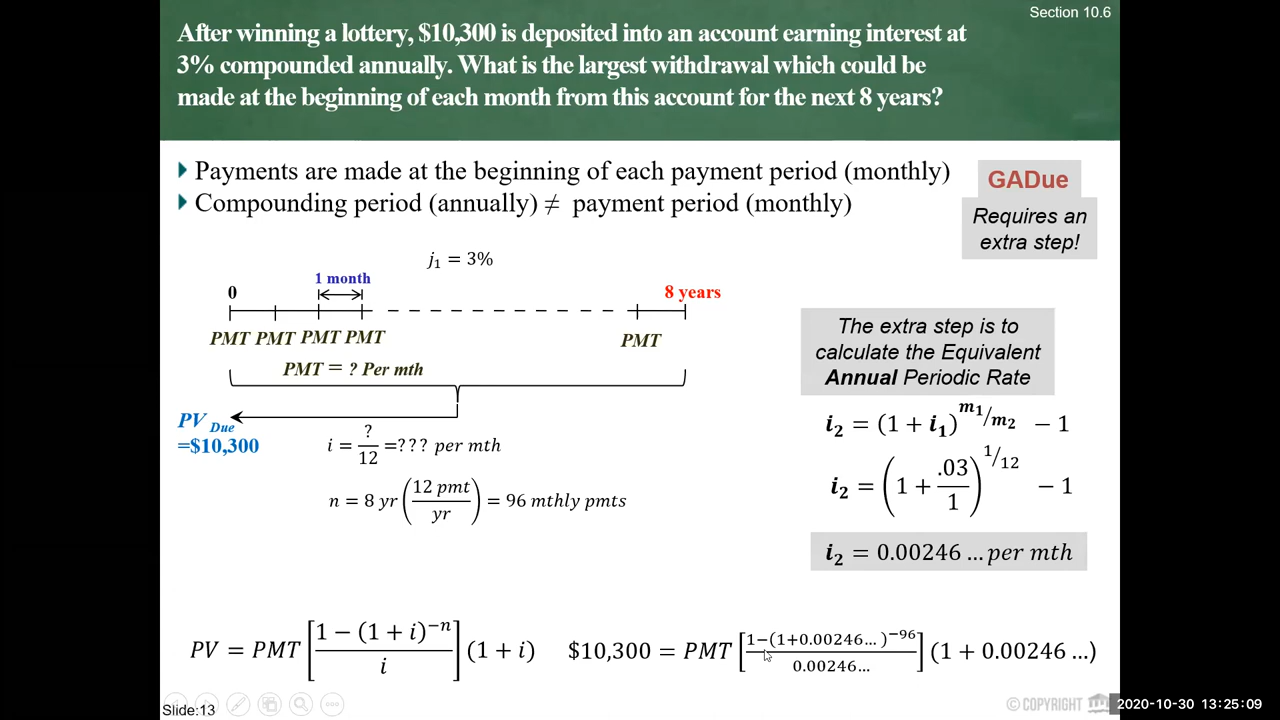 Section 10.6
After winning a lottery, $10,300 is deposited into an account earning interest at
3% compounded annually. What is the largest withdrawal which could be
made at the beginning of each month from this account for the next 8 years?
Payments are made at the beginning of each payment period (monthly)
Compounding period (annually) ≠ payment period (monthly)
GADue
Requires an
extra step!
j₁ = 3%
1 month
0
8 years
PMT PMT PMT PMT
PMT
PMT = ? Per mth
PV Due
=$10,300
i = ?/12 =??? per mth
n = 8 yr (12 pmt/yr) = 96 mthly pmts
The extra step is to
calculate the Equivalent
Annual Periodic Rate
i₂ = (1 + i₁)^(m₁/m₂) − 1
i₂ = (1 + .03/1)^(1/12) − 1
i₂ = 0.00246 … per mth
PV = PMT [(1 − (1 + i)^−n)/i] (1 + i)
$10,300 = PMT [(1−(1+0.00246…)^−96)/0.00246…] (1 + 0.00246 …)
Slide:13
© COPYRIGHT
2020-10-30 13:25:09